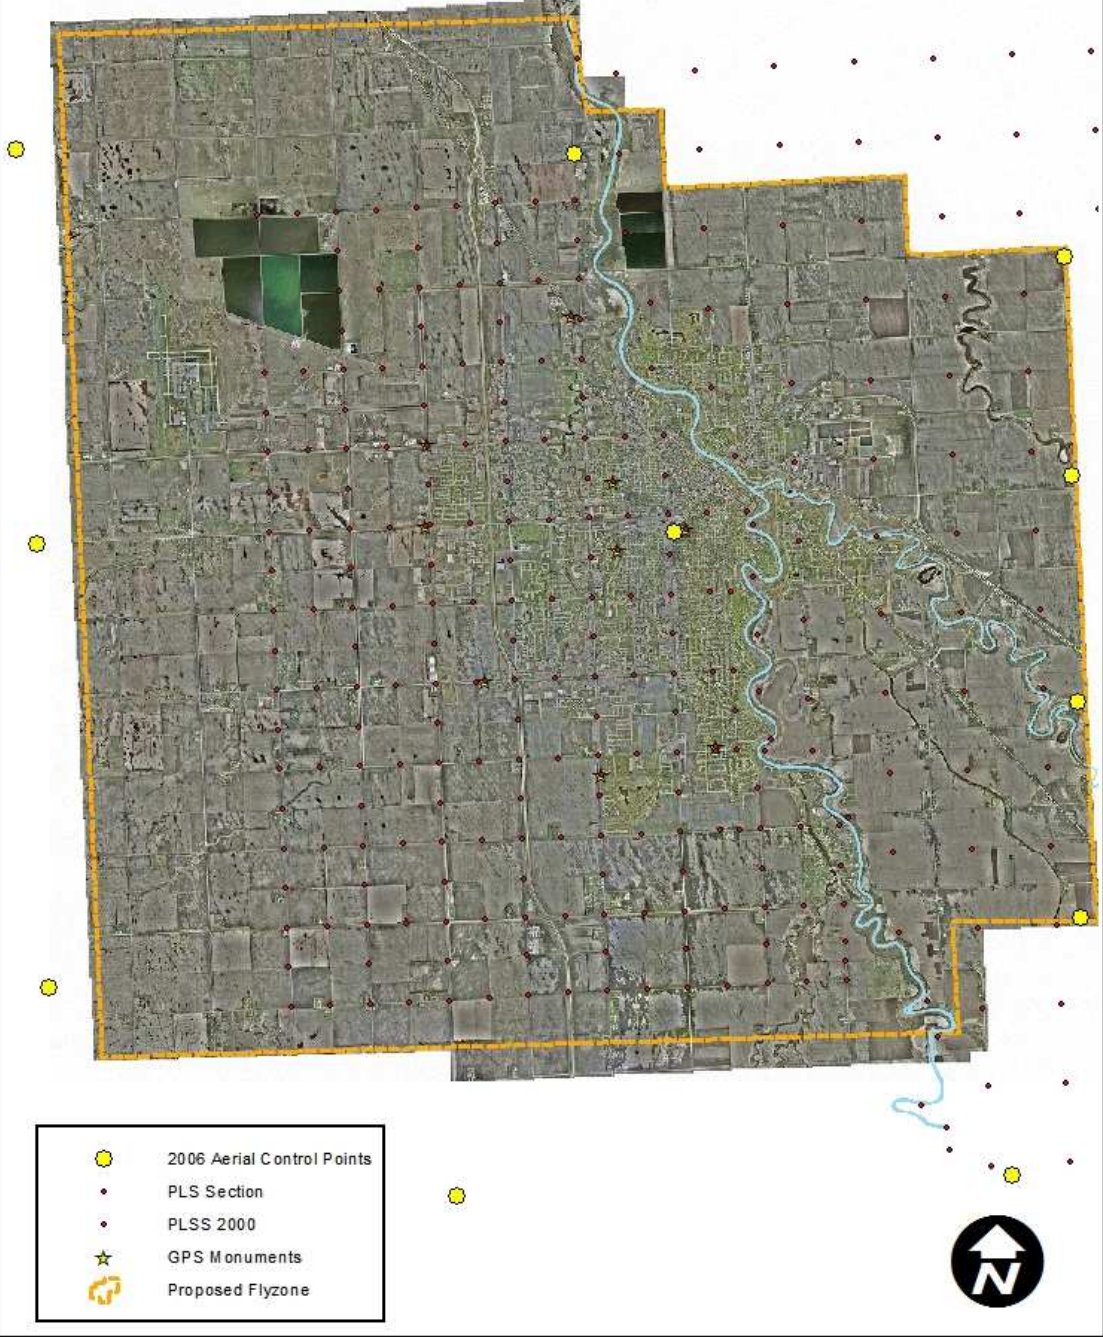 2006 Aerial Control Points
PLS Section
PLSS 2000
GPS Monuments
Proposed Flyzone
N